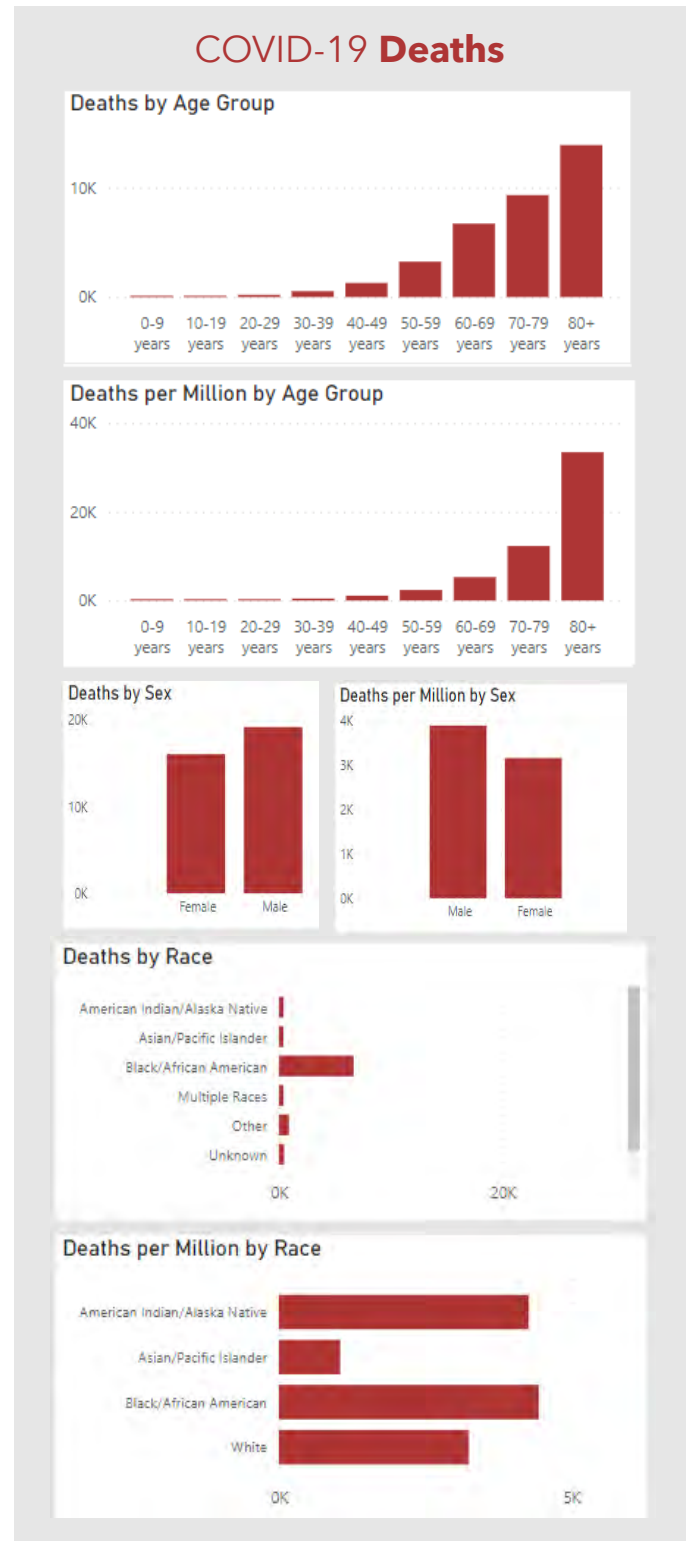 COVID-19 Deaths
Deaths by Age Group
10K
0K
0-9 10-19 20-29 30-39 40-49 50-59 60-69 70-79 80+
years years years years years years years years years
Deaths per Million by Age Group
40K
20K
0K
0-9 10-19 20-29 30-39 40-49 50-59 60-69 70-79 80+
years years years years years years years years years
Deaths by Sex
20K
10K
0K
Female Male
Deaths per Million by Sex
4K
3K
2K
1K
0K
Male Female
Deaths by Race
American Indian/Alaska Native
Asian/Pacific Islander
Black/African American
Multiple Races
Other
Unknown
0K 20K
Deaths per Million by Race
American Indian/Alaska Native
Asian/Pacific Islander
Black/African American
White
0K 5K